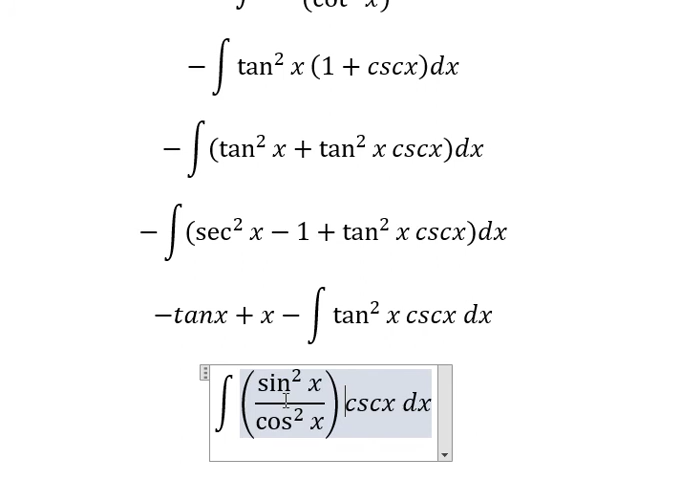 ∫ (cot² x)
− ∫ tan² x (1 + cscx)dx
− ∫ (tan² x + tan² x cscx)dx
− ∫ (sec² x − 1 + tan² x cscx)dx
−tanx + x − ∫ tan² x cscx dx
∫ (sin² x / cos² x) cscx dx